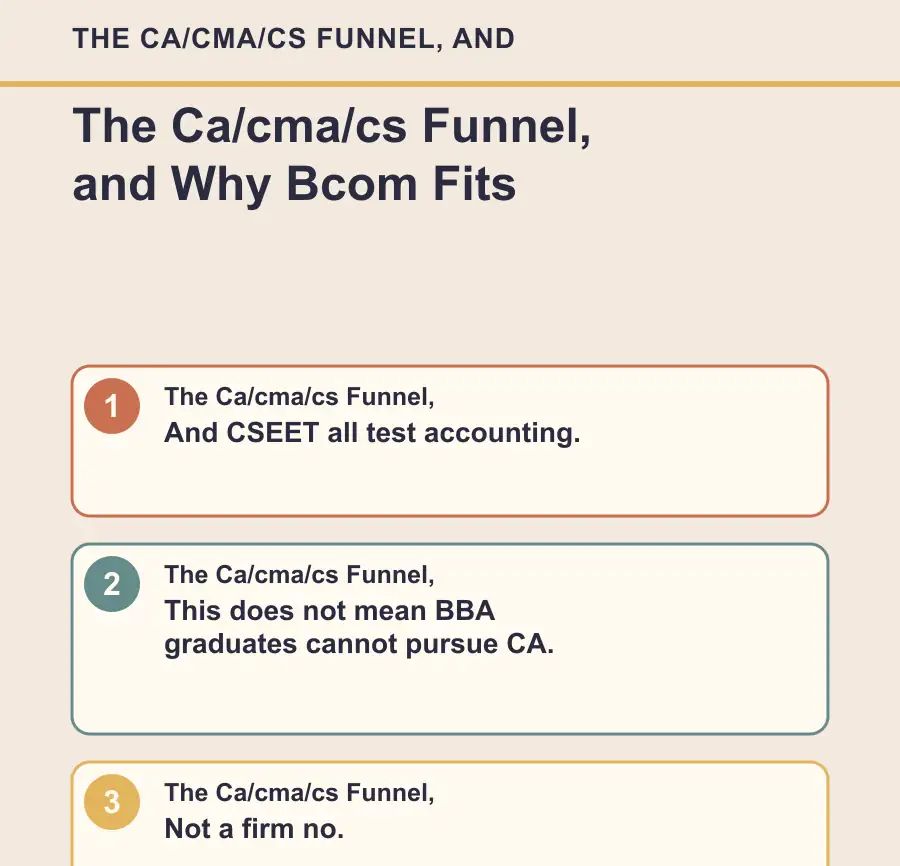 THE CA/CMA/CS FUNNEL, AND
The Ca/cma/cs Funnel,
and Why Bcom Fits
1
The Ca/cma/cs Funnel,
And CSEET all test accounting.
2
The Ca/cma/cs Funnel,
This does not mean BBA
graduates cannot pursue CA.
3
The Ca/cma/cs Funnel,
Not a firm no.